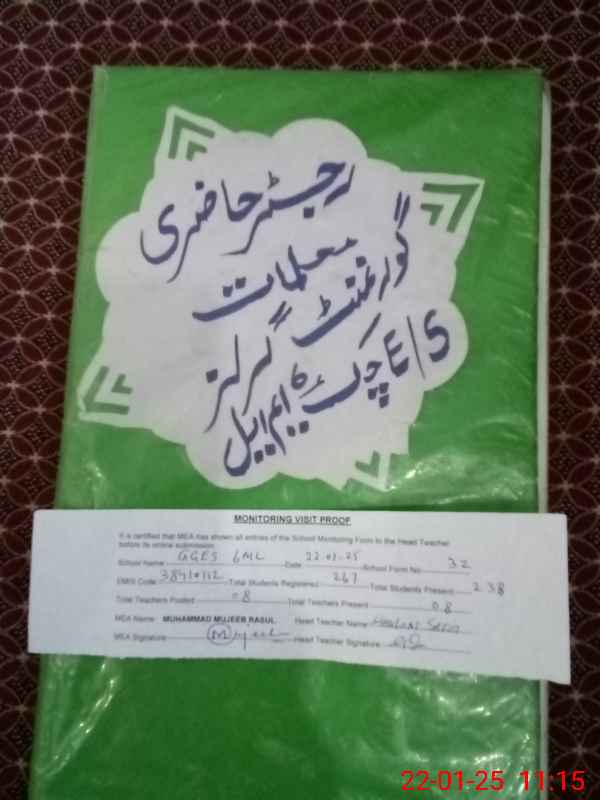 رجسٹر حاضری
معلمات
گورنمنٹ گرلز
E/S چک 6 ایم ایل
MONITORING VISIT PROOF
It is certified that MEA has shown all entries of the School Monitoring Form to the Head Teacher
before its online submission.
School Name GGES 6ML Date 22-01-25 School Form No 32
EMIS Code: 38410112 Total Students Registered 267 Total Students Present 238
Total Teachers Posted 08 Total Teachers Present 08
MEA Name: MUHAMMAD MUJEEB RASUL Head Teacher Name:
MEA Signature Mujeeb Head Teacher Signature
22-01-25 11:15